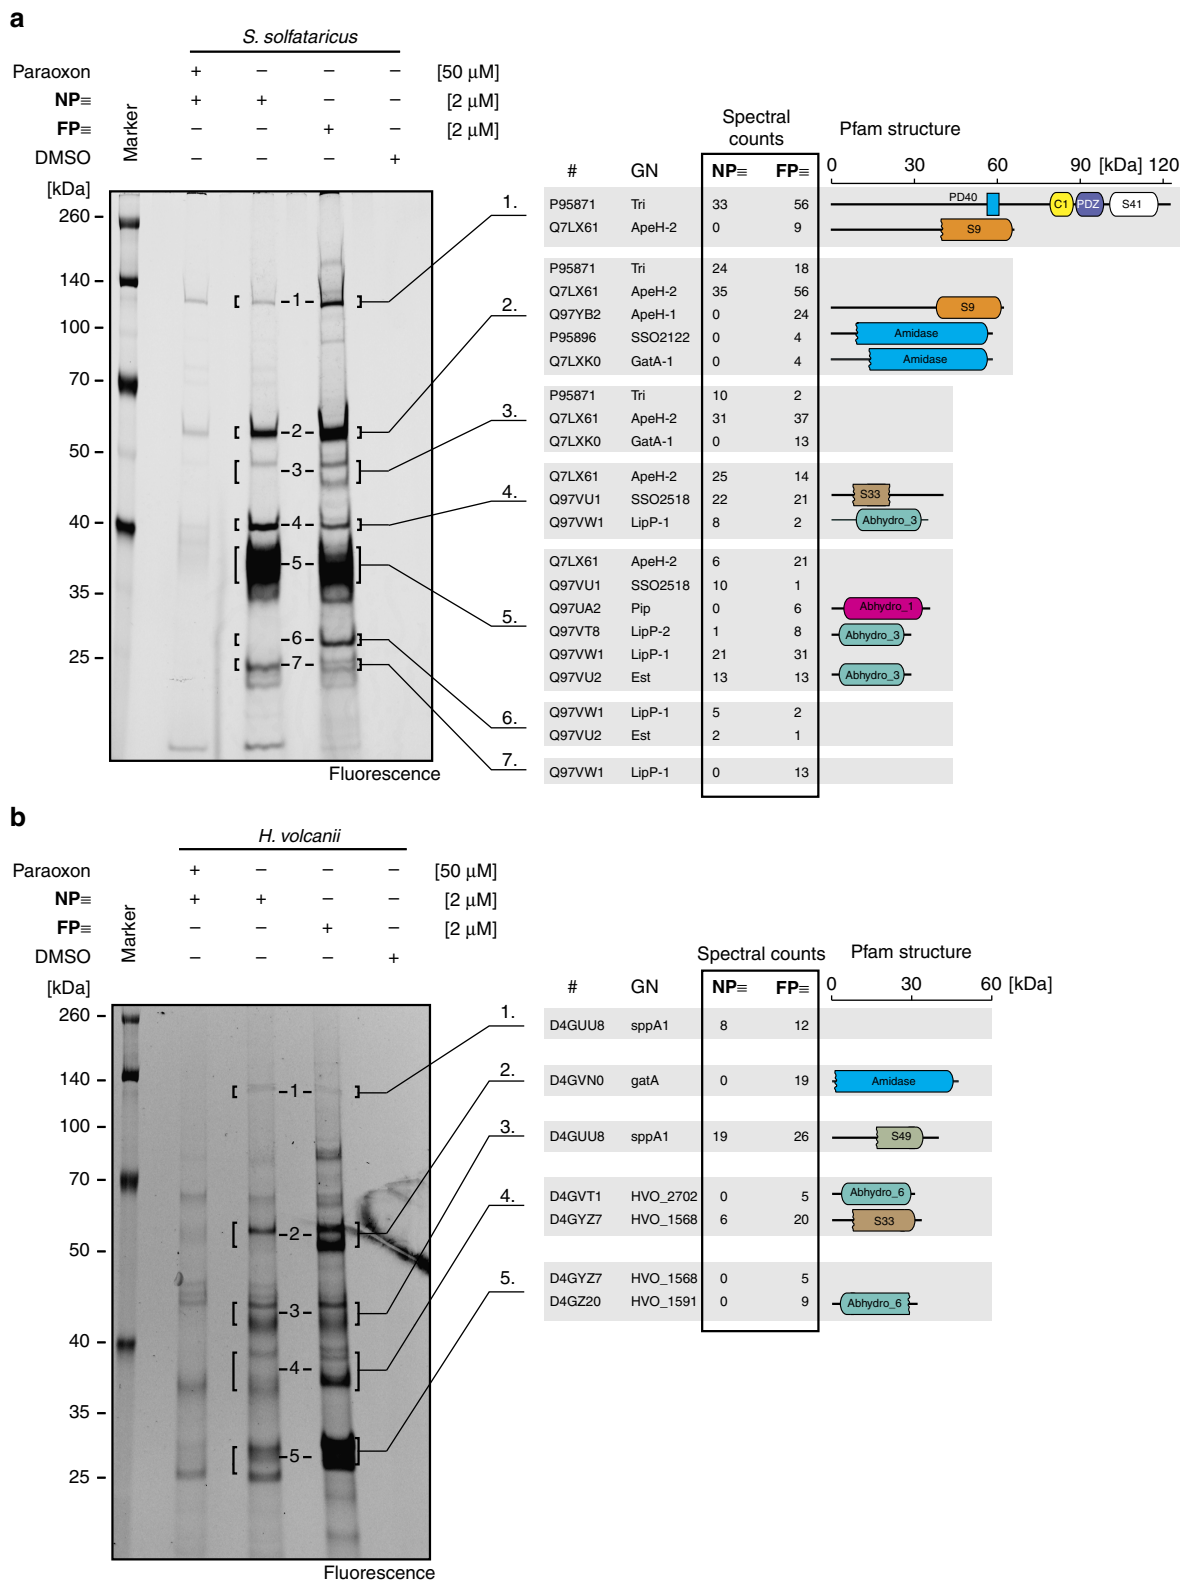 a
S. solfataricus
Paraoxon + – – – [50 µM]
NP≡ + + – – [2 µM]
FP≡ – – + – [2 µM]
DMSO – – – +
Marker
[kDa]
260
140
100
70
50
40
35
25
1
2
3
4
5
6
7
Fluorescence
Spectral counts
Pfam structure
# GN NP≡ FP≡ 0 30 60 90 [kDa] 120
1.
P95871 Tri 33 56 PD40 C1 PDZ S41
Q7LX61 ApeH-2 0 9 S9
2.
P95871 Tri 24 18
Q7LX61 ApeH-2 35 56
Q97YB2 ApeH-1 0 24 S9
P95896 SSO2122 0 4 Amidase
Q7LXK0 GatA-1 0 4 Amidase
3.
P95871 Tri 10 2
Q7LX61 ApeH-2 31 37
Q7LXK0 GatA-1 0 13
4.
Q7LX61 ApeH-2 25 14
Q97VU1 SSO2518 22 21 S33
Q97VW1 LipP-1 8 2 Abhydro_3
5.
Q7LX61 ApeH-2 6 21
Q97VU1 SSO2518 10 1
Q97UA2 Pip 0 6 Abhydro_1
Q97VT8 LipP-2 1 8 Abhydro_3
Q97VW1 LipP-1 21 31
Q97VU2 Est 13 13 Abhydro_3
6.
Q97VW1 LipP-1 5 2
Q97VU2 Est 2 1
7.
Q97VW1 LipP-1 0 13
b
H. volcanii
Paraoxon + – – – [50 µM]
NP≡ + + – – [2 µM]
FP≡ – – + – [2 µM]
DMSO – – – +
Marker
[kDa]
260
140
100
70
50
40
35
25
1
2
3
4
5
Fluorescence
Spectral counts Pfam structure
# GN NP≡ FP≡ 0 30 60 [kDa]
1.
D4GUU8 sppA1 8 12
2.
D4GVN0 gatA 0 19 Amidase
3.
D4GUU8 sppA1 19 26 S49
4.
D4GVT1 HVO_2702 0 5 Abhydro_6
D4GYZ7 HVO_1568 6 20 S33
5.
D4GYZ7 HVO_1568 0 5
D4GZ20 HVO_1591 0 9 Abhydro_6